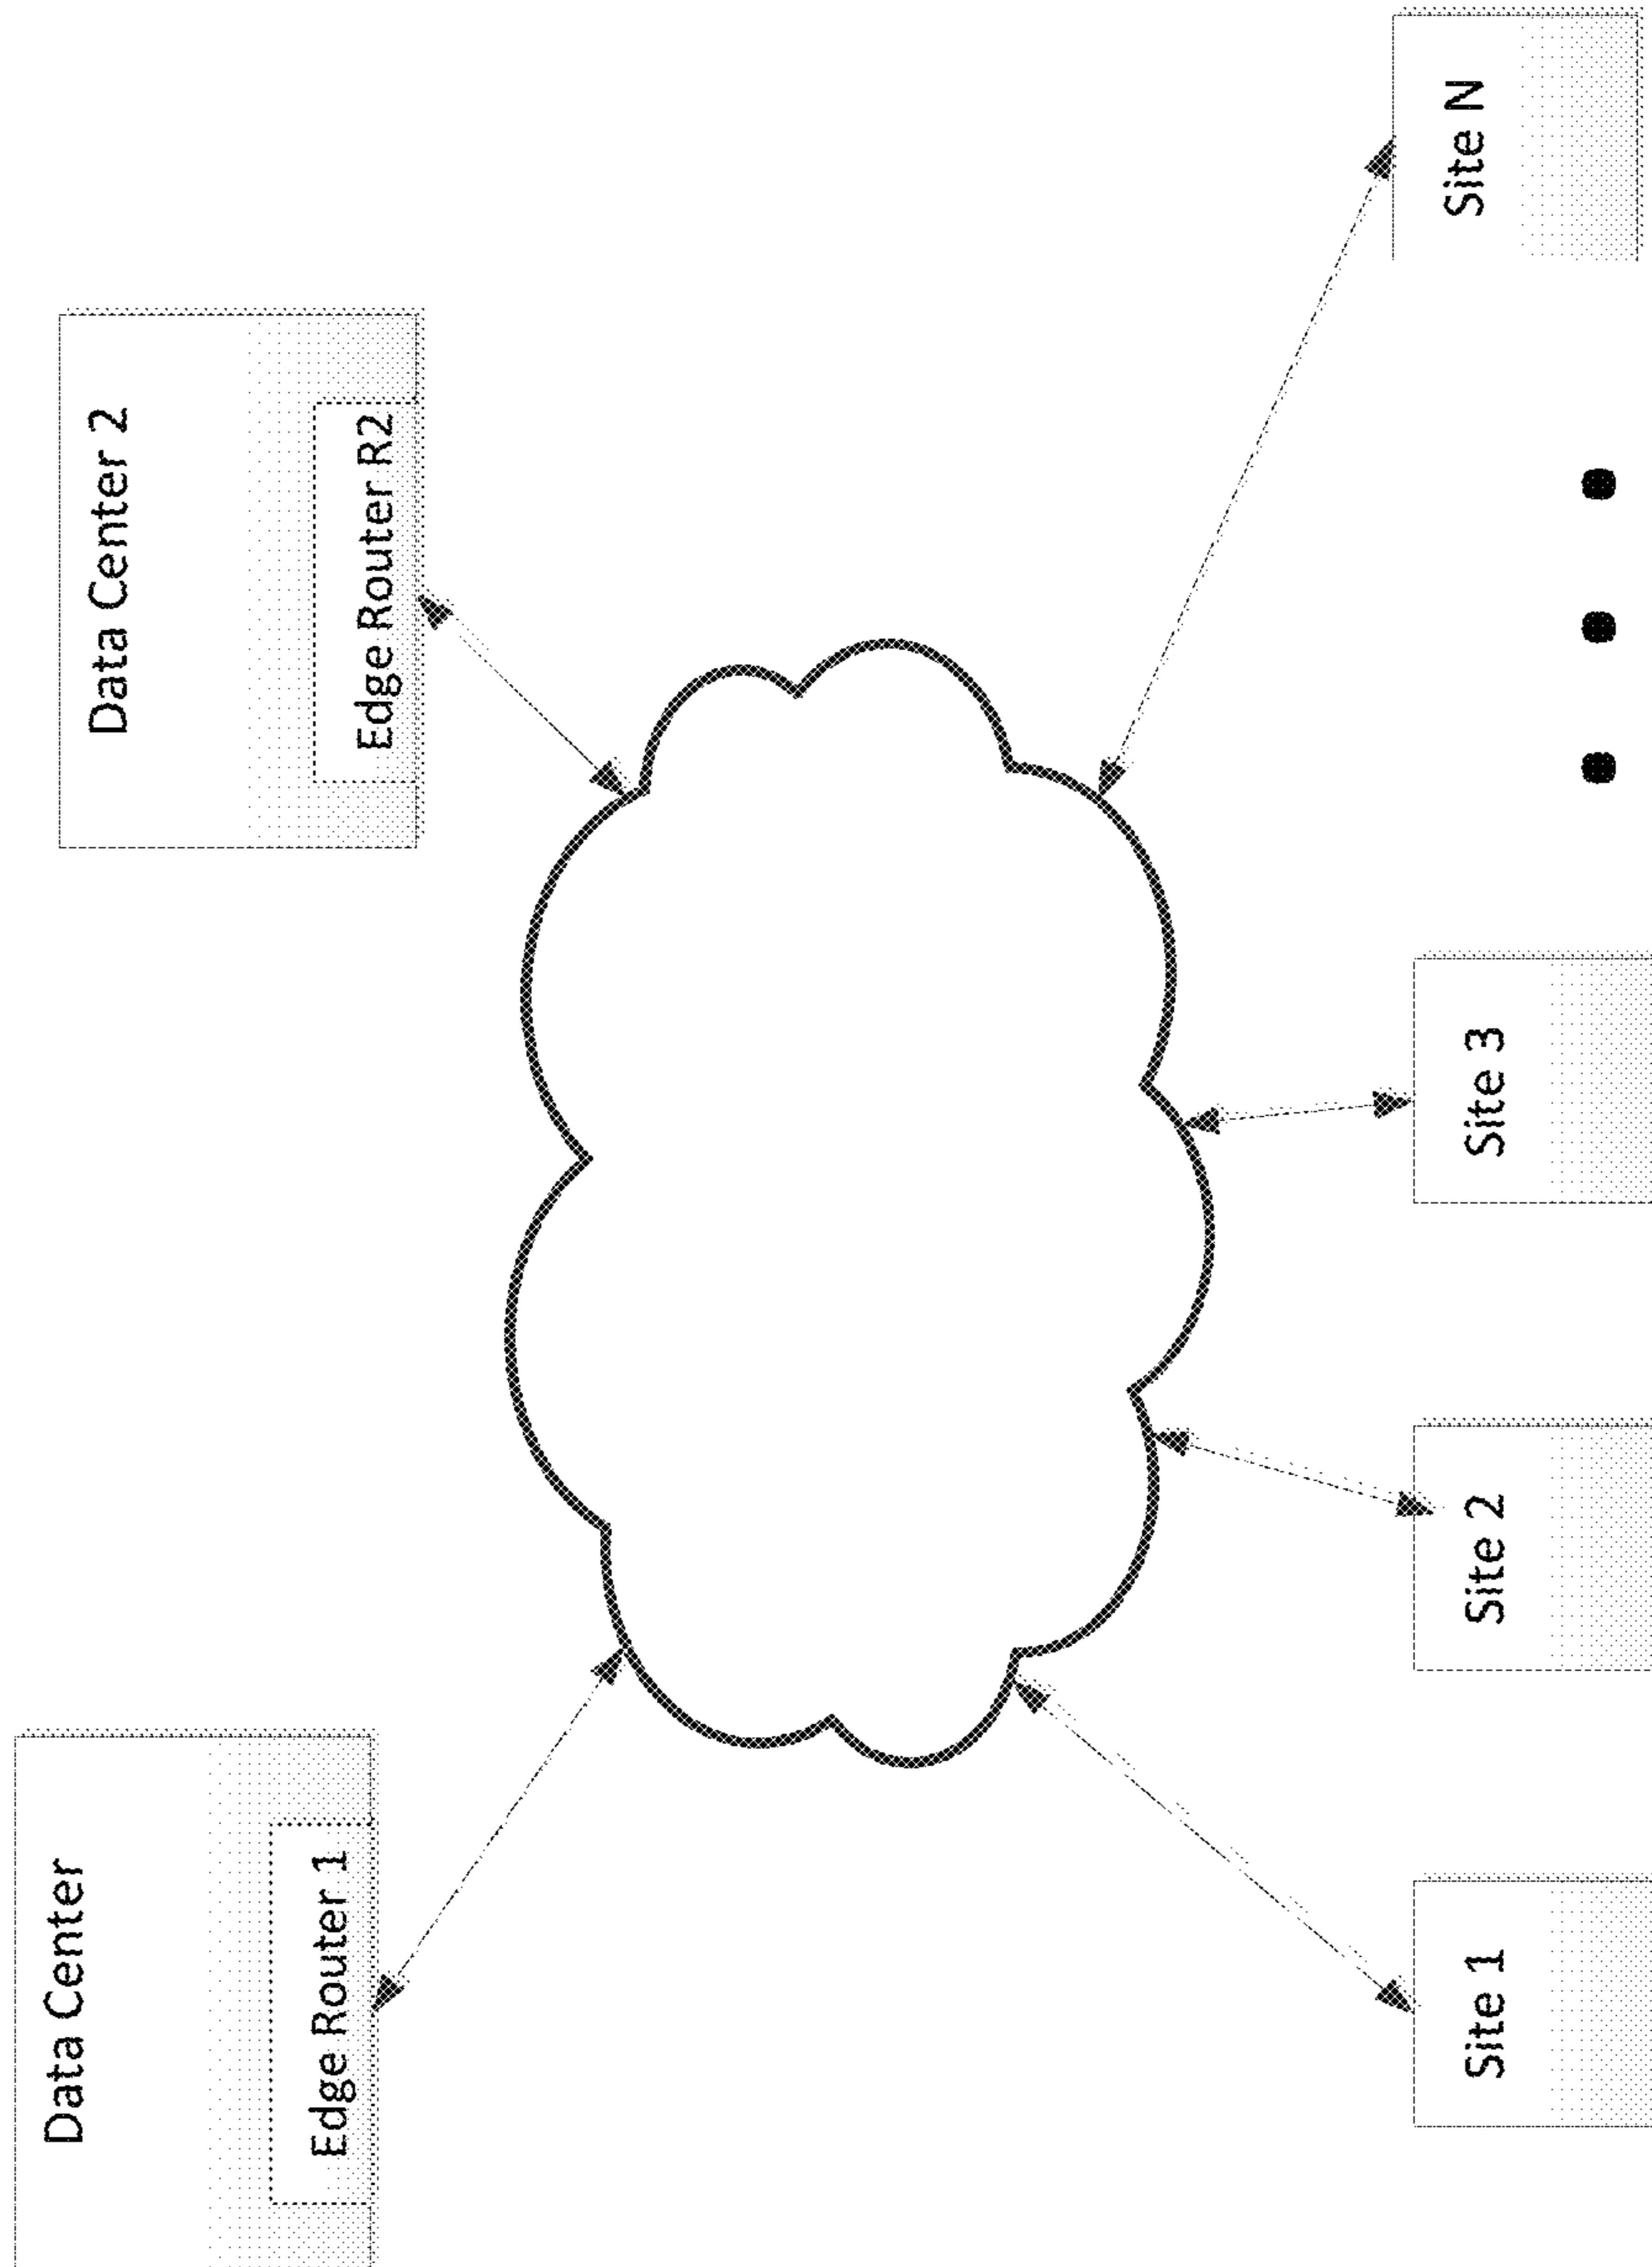 Data Center
Edge Router 1
Data Center 2
Edge Router R2
Site 1
Site 2
Site 3
Site N